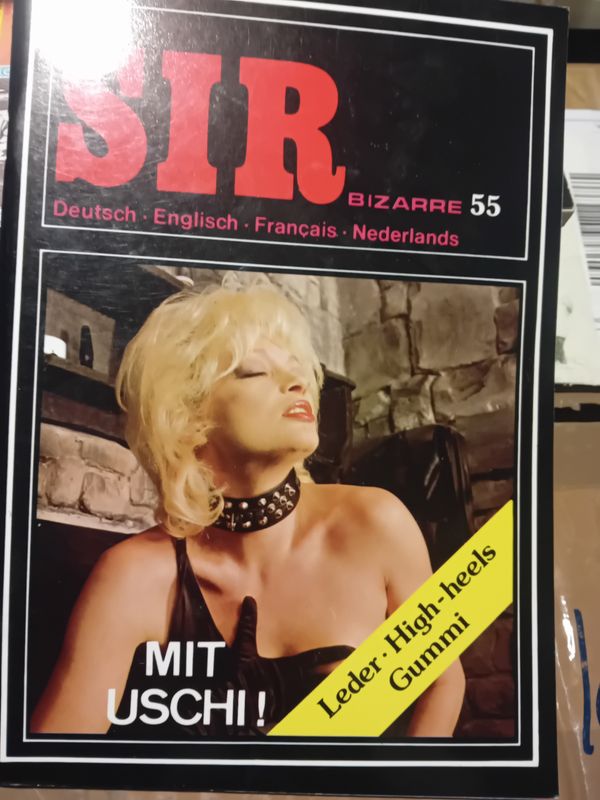 SIR
BIZARRE 55
Deutsch · Englisch · Français · Nederlands
MIT
USCHI!
Leder · High-heels
Gummi